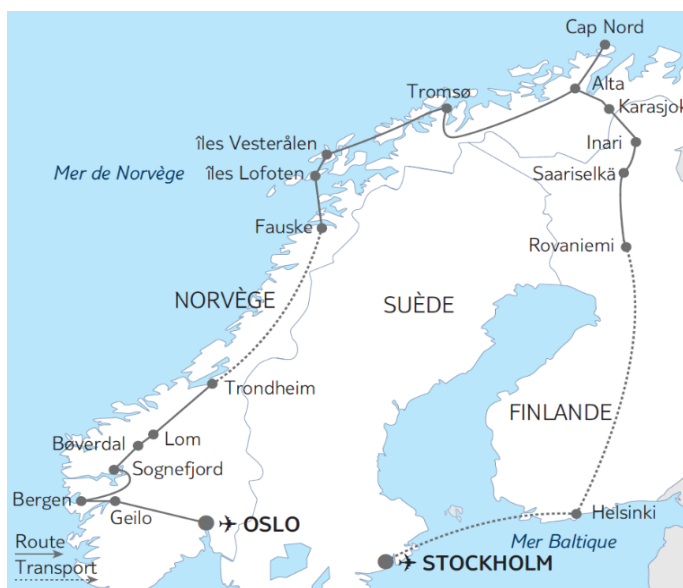 Cap Nord
Tromsø
Alta
Karasjok
îles Vesterålen
Inari
Mer de Norvège
îles Lofoten
Saariselkä
Fauske
Rovaniemi
NORVÈGE
SUÈDE
Trondheim
FINLANDE
Lom
Bøverdal
Sognefjord
Bergen
Geilo
Helsinki
OSLO
Route
Mer Baltique
STOCKHOLM
Transport